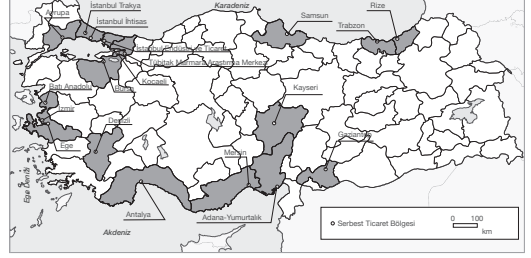 İstanbul Trakya
Karadeniz
Rize
Avrupa
Samsun
İstanbul İhtisas
Trabzon
İstanbul Endüstri ve Ticaret
Tübitak Marmara Araştırma Merkezi
Kocaeli
Batı Anadolu
Bursa
Kayseri
İzmir
Denizli
Gaziantep
Ege
Mersin
Ege Denizi
Antalya
Adana-Yumurtalık
Akdeniz
Serbest Ticaret Bölgesi
0 100
km